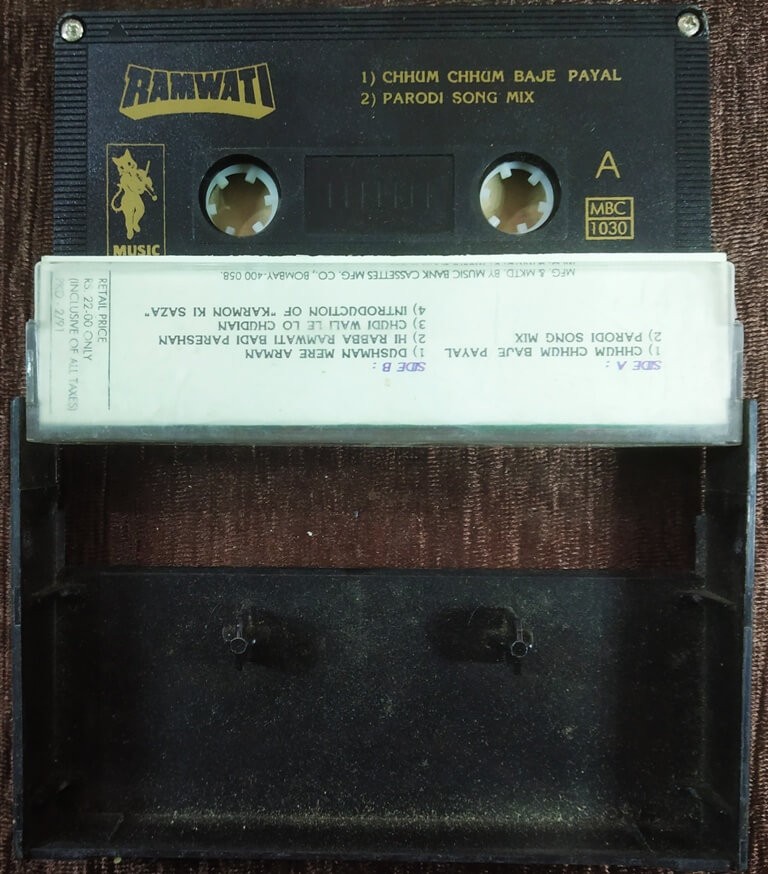 RAMWATI
1) CHHUM CHHUM BAJE PAYAL
2) PARODI SONG MIX
A
MBC
1030
MUSIC
SIDE A :
1) CHHUM CHHUM BAJE PAYAL
2) PARODI SONG MIX
SIDE B :
1) DUSHMAN MERE ARMAN
2) HI RABBA RAMWATI BADI PARESHAN
3) CHUDI WALI LE LO CHUDIAN
4) INTRODUCTION OF "KARMON KI SAZA"
MFG. & MKTD. BY MUSIC BANK CASSETTES MFG. CO., BOMBAY-400 058.
RETAIL PRICE
RS. 22-00 ONLY
(INCLUSIVE OF ALL TAXES)
PKD - 2/91